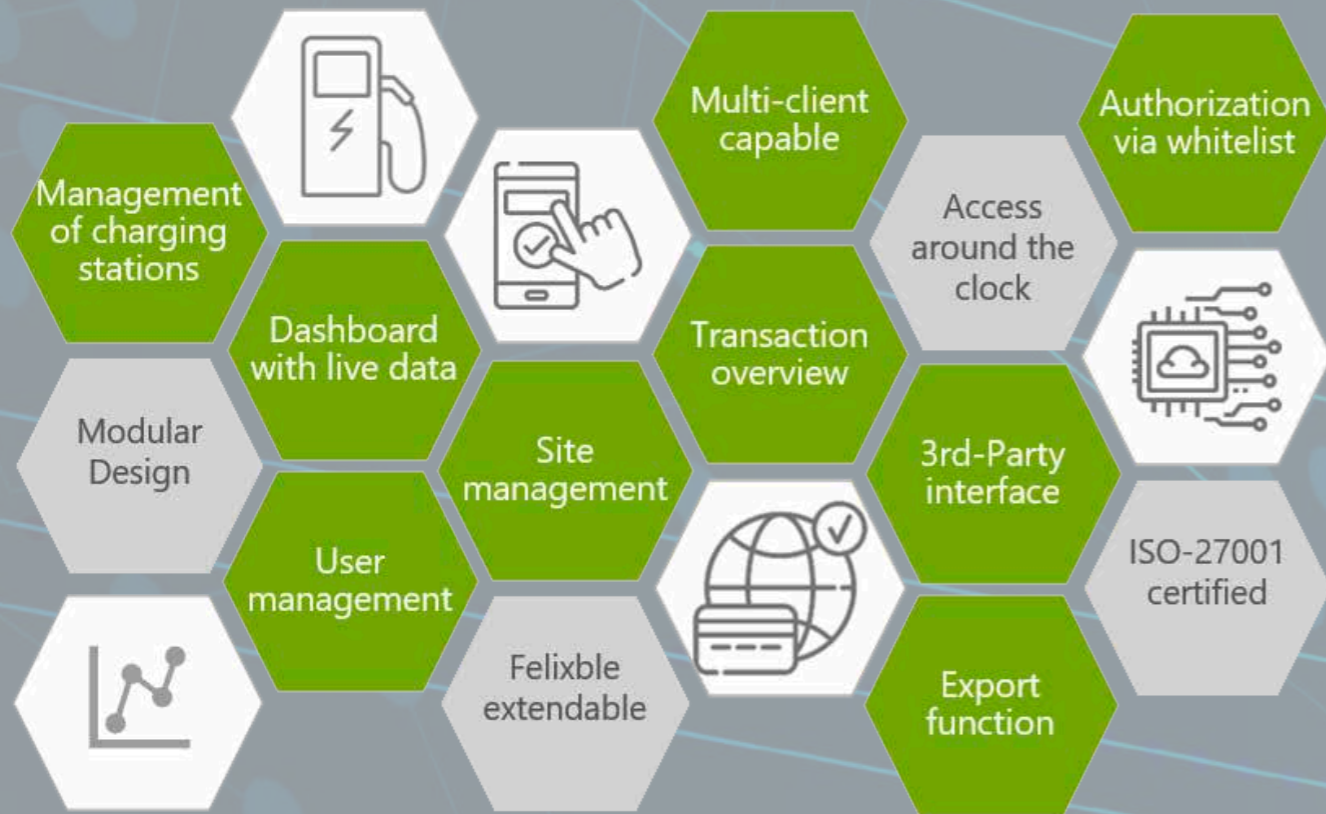 Management
of charging
stations
Multi-client
capable
Authorization
via whitelist
Access
around the
clock
Dashboard
with live data
Transaction
overview
Modular
Design
Site
management
3rd-Party
interface
User
management
ISO-27001
certified
Felixble
extendable
Export
function